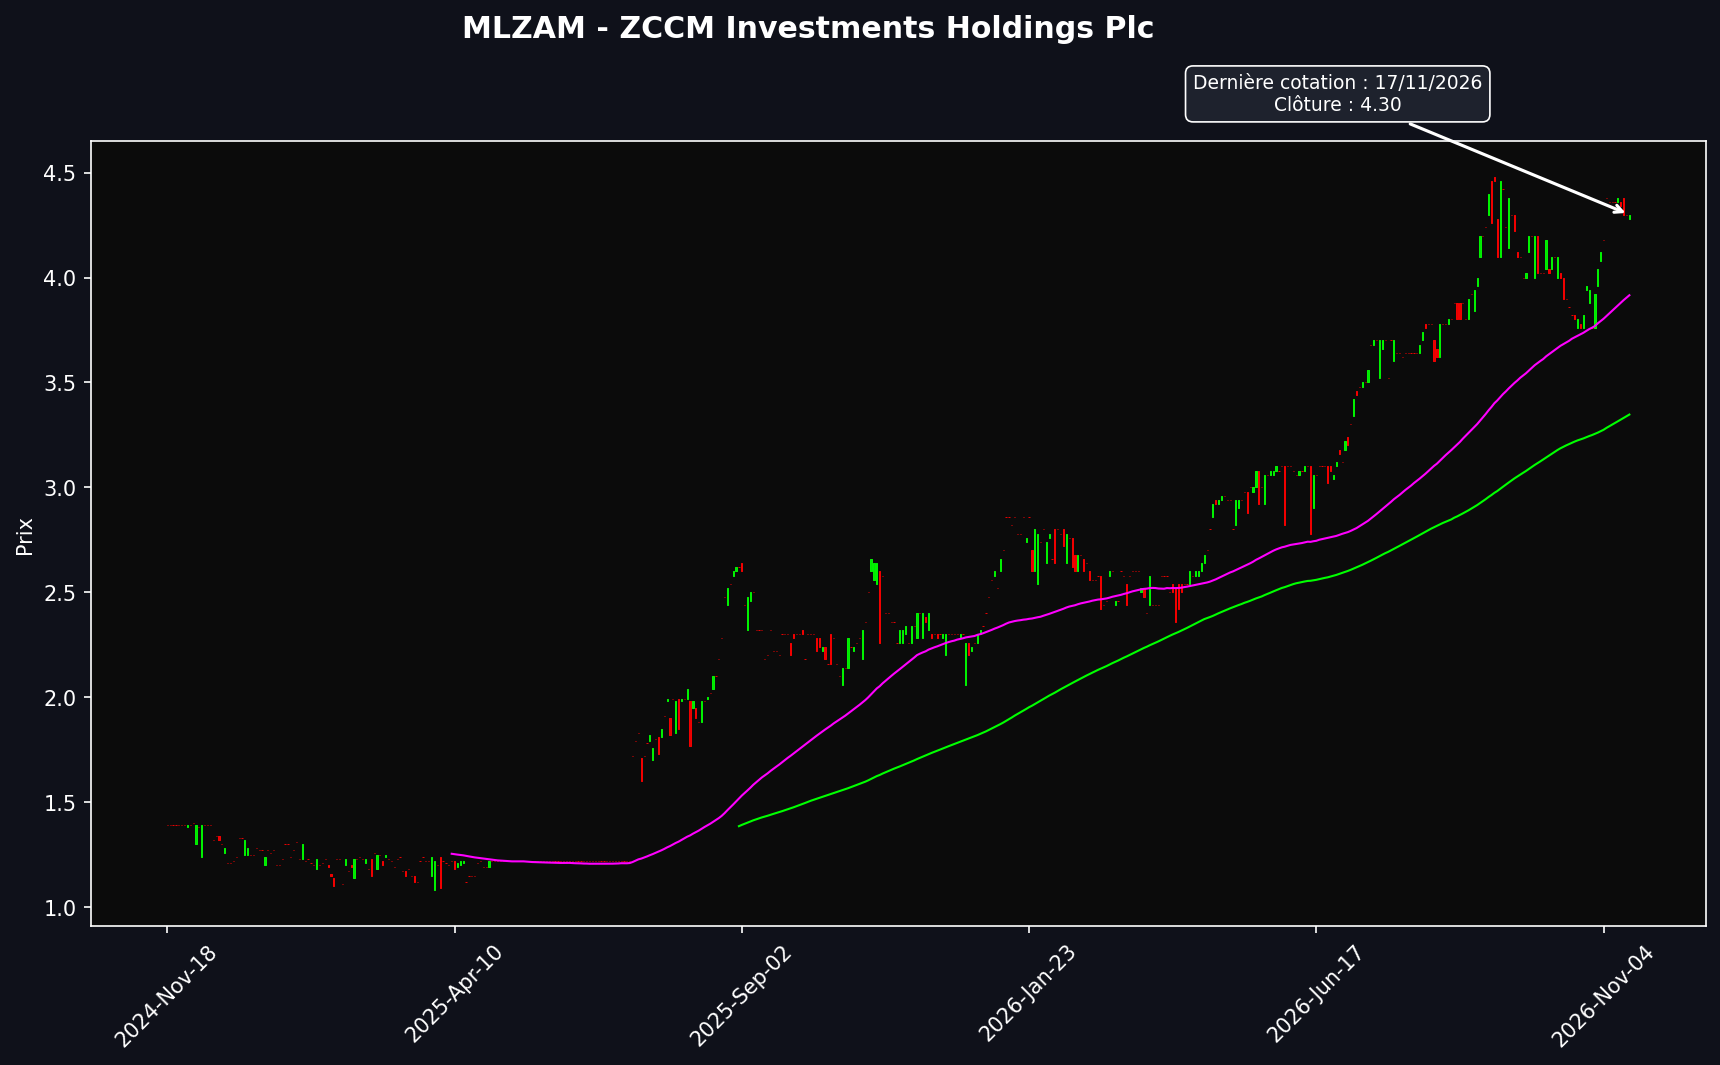 MLZAM - ZCCM Investments Holdings Plc
Dernière cotation : 17/11/2026
Clôture : 4.30
4.5
4.0
3.5
3.0
2.5
2.0
1.5
1.0
Prix
2024-Nov-18
2025-Apr-10
2025-Sep-02
2026-Jan-23
2026-Jun-17
2026-Nov-04